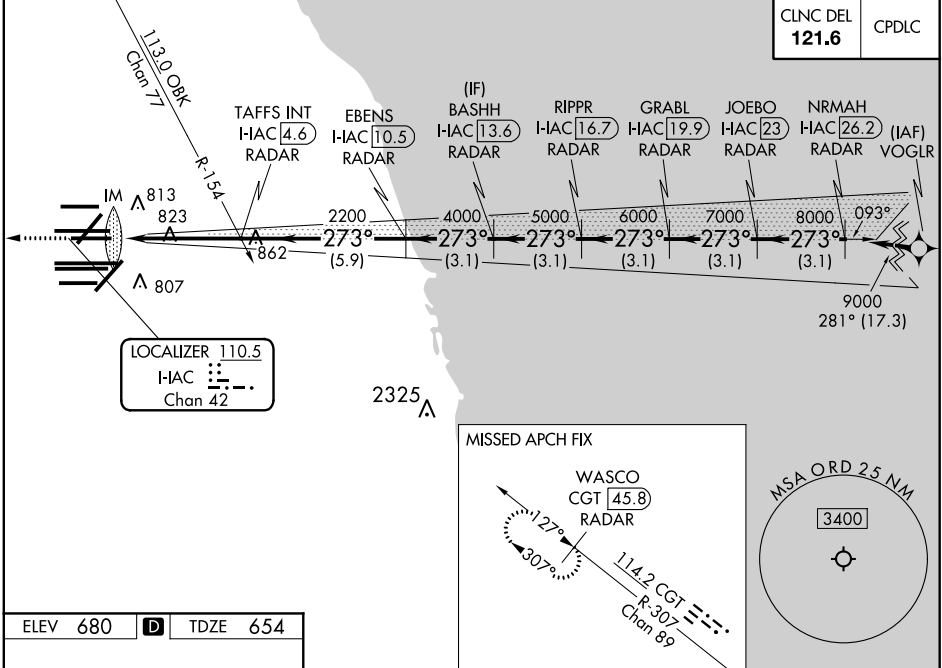 CLNC DEL
121.6
CPDLC
113.0 OBK
Chan 77
R-154
TAFFS INT
I-IAC 4.6
RADAR
EBENS
I-IAC 10.5
RADAR
(IF)
BASHH
I-IAC 13.6
RADAR
RIPPR
I-IAC 16.7
RADAR
GRABL
I-IAC 19.9
RADAR
JOEBO
I-IAC 23
RADAR
NRMAH
I-IAC 26.2
RADAR
(IAF)
VOGLR
IM
813
823
862
807
2200
273°
(5.9)
4000
273°
(3.1)
5000
273°
(3.1)
6000
273°
(3.1)
7000
273°
(3.1)
8000
273°
(3.1)
093°
9000
281° (17.3)
LOCALIZER 110.5
I-IAC
Chan 42
2325
MISSED APCH FIX
WASCO
CGT 45.8
RADAR
127°
307°
114.2 CGT
R-307
Chan 89
MSA ORD 25 NM
3400
ELEV 680 D TDZE 654